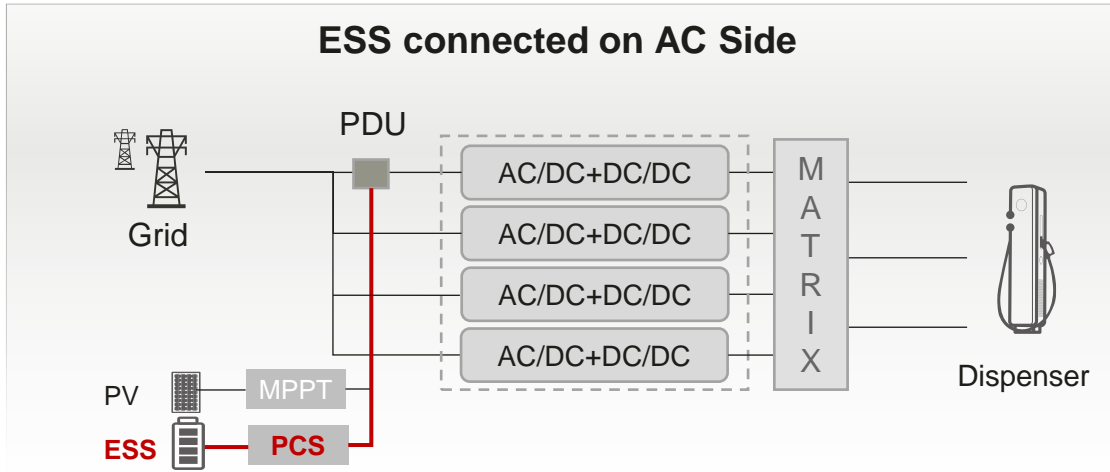 ESS connected on AC Side
PDU
Grid
AC/DC+DC/DC
AC/DC+DC/DC
AC/DC+DC/DC
AC/DC+DC/DC
M
A
T
R
I
X
Dispenser
PV
MPPT
ESS
PCS